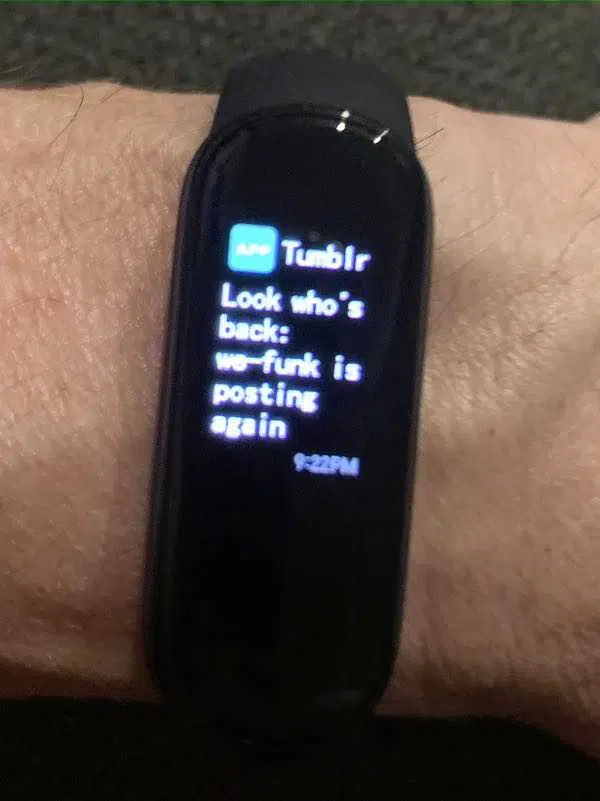 APP Tumblr
Look who's
back:
we-funk is
posting
again
9:22PM